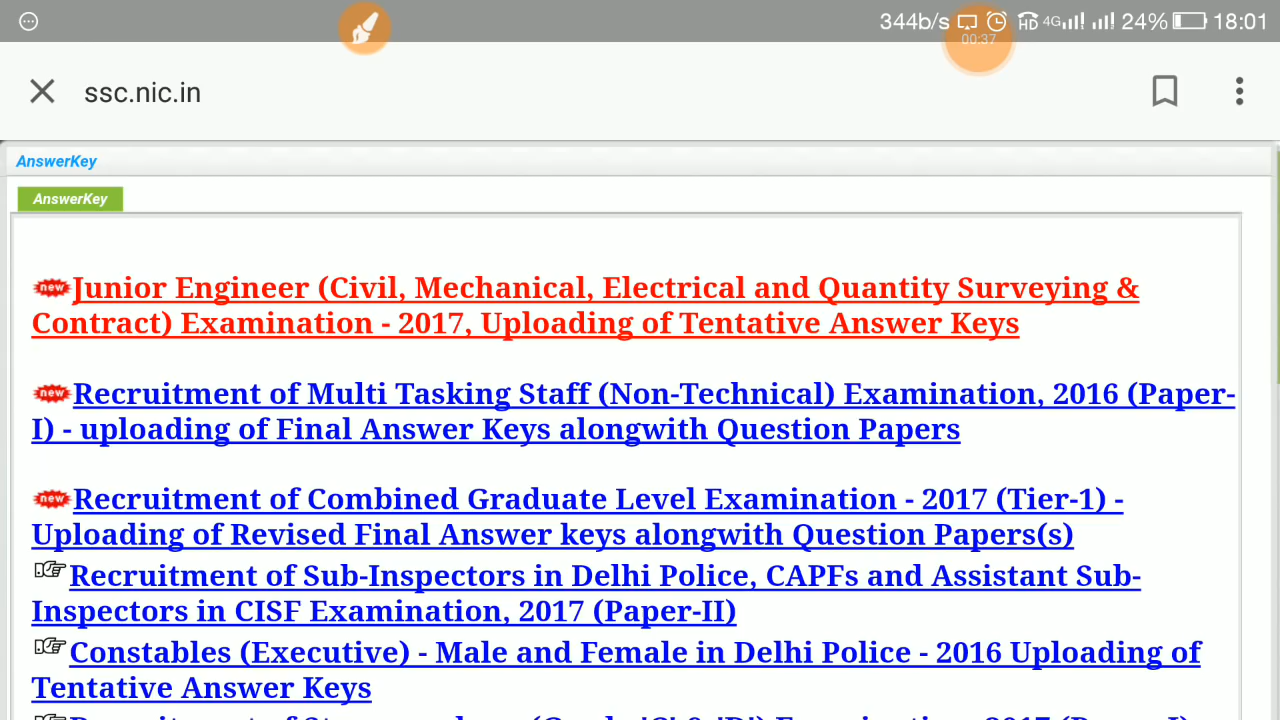 344b/s HD 4G 24% 18:01
00:37
ssc.nic.in
AnswerKey
AnswerKey
new Junior Engineer (Civil, Mechanical, Electrical and Quantity Surveying &
Contract) Examination - 2017, Uploading of Tentative Answer Keys
new Recruitment of Multi Tasking Staff (Non-Technical) Examination, 2016 (Paper-
I) - uploading of Final Answer Keys alongwith Question Papers
new Recruitment of Combined Graduate Level Examination - 2017 (Tier-1) -
Uploading of Revised Final Answer keys alongwith Question Papers(s)
Recruitment of Sub-Inspectors in Delhi Police, CAPFs and Assistant Sub-
Inspectors in CISF Examination, 2017 (Paper-II)
Constables (Executive) - Male and Female in Delhi Police - 2016 Uploading of
Tentative Answer Keys